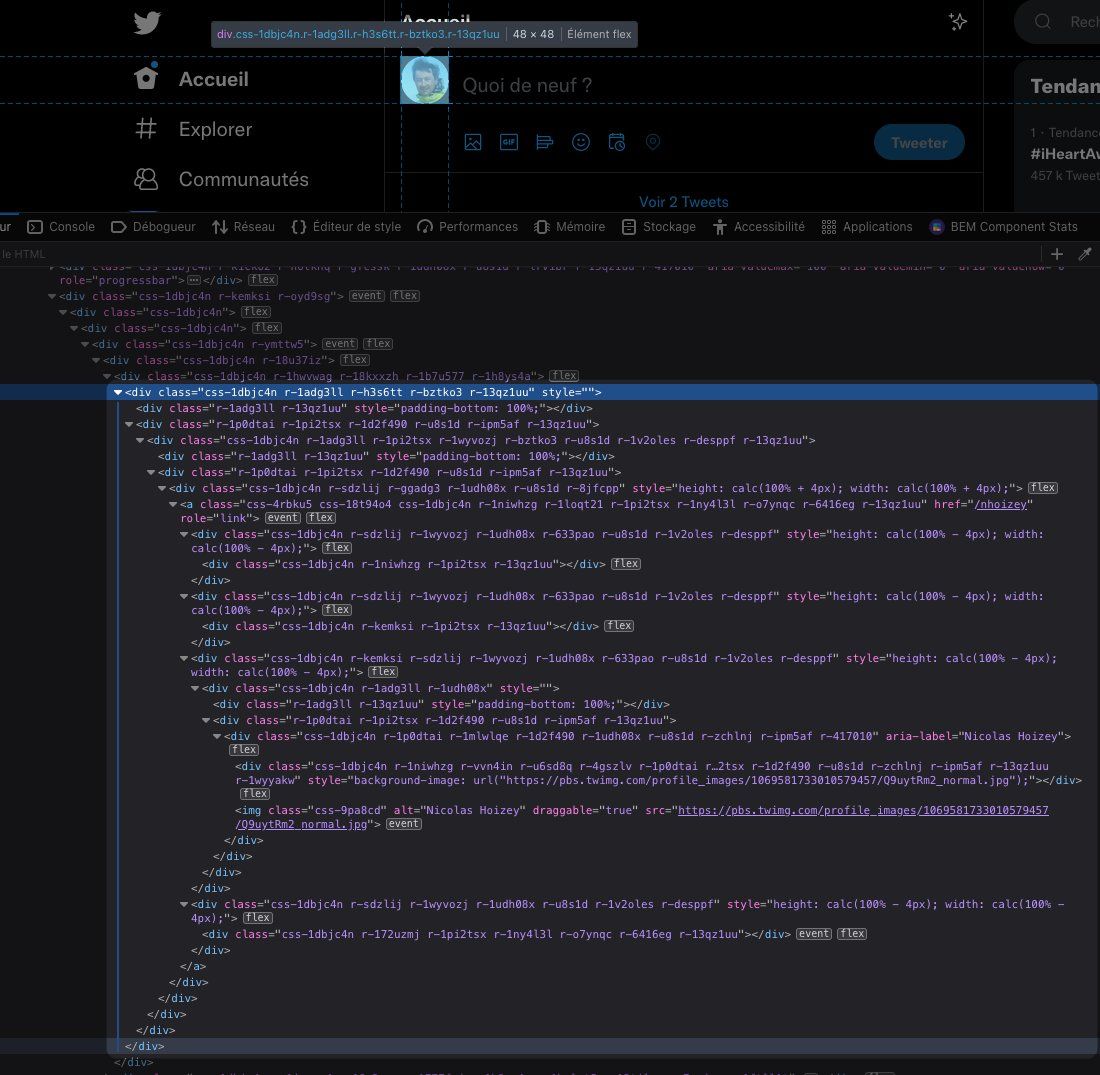 Accueil
Rech
div.css-1dbjc4n.r-1adg3ll.r-h3s6tt.r-bztko3.r-13qz1uu | 48 × 48 | Élément flex
Accueil
Quoi de neuf ?
Tendan
Explorer
GIF
Tweeter
1 · Tendance
#iHeartAw
457 k Tweet
Communautés
Voir 2 Tweets
ur Console Débogueur Réseau Éditeur de style Performances Mémoire Stockage Accessibilité Applications BEM Component Stats
le HTML
role="progressbar"></div> flex
<div class="css-1dbjc4n r-kemksi r-oyd9sg"> event flex
<div class="css-1dbjc4n"> flex
<div class="css-1dbjc4n"> flex
<div class="css-1dbjc4n r-ymttw5"> event flex
<div class="css-1dbjc4n r-18u37iz"> flex
<div class="css-1dbjc4n r-1hwvwag r-18kxxzh r-1b7u577 r-1h8ys4a"> flex
<div class="css-1dbjc4n r-1adg3ll r-h3s6tt r-bztko3 r-13qz1uu" style="">
<div class="r-1adg3ll r-13qz1uu" style="padding-bottom: 100%;"></div>
<div class="r-1p0dtai r-1pi2tsx r-1d2f490 r-u8s1d r-ipm5af r-13qz1uu">
<div class="css-1dbjc4n r-1adg3ll r-1pi2tsx r-1wyvozj r-bztko3 r-u8s1d r-1v2oles r-desppf r-13qz1uu">
<div class="r-1adg3ll r-13qz1uu" style="padding-bottom: 100%;"></div>
<div class="r-1p0dtai r-1pi2tsx r-1d2f490 r-u8s1d r-ipm5af r-13qz1uu">
<div class="css-1dbjc4n r-sdzlij r-ggadg3 r-1udh08x r-u8s1d r-8jfcpp" style="height: calc(100% + 4px); width: calc(100% + 4px);"> flex
<a class="css-4rbku5 css-18t94o4 css-1dbjc4n r-1niwhzg r-1loqt21 r-1pi2tsx r-1ny4l3l r-o7ynqc r-6416eg r-13qz1uu" href="/nhoizey"
role="link"> event flex
<div class="css-1dbjc4n r-sdzlij r-1wyvozj r-1udh08x r-633pao r-u8s1d r-1v2oles r-desppf" style="height: calc(100% - 4px); width:
calc(100% - 4px);"> flex
<div class="css-1dbjc4n r-1niwhzg r-1pi2tsx r-13qz1uu"></div> flex
</div>
<div class="css-1dbjc4n r-sdzlij r-1wyvozj r-1udh08x r-633pao r-u8s1d r-1v2oles r-desppf" style="height: calc(100% - 4px); width:
calc(100% - 4px);"> flex
<div class="css-1dbjc4n r-kemksi r-1pi2tsx r-13qz1uu"></div> flex
</div>
<div class="css-1dbjc4n r-kemksi r-sdzlij r-1wyvozj r-1udh08x r-633pao r-u8s1d r-1v2oles r-desppf" style="height: calc(100% - 4px);
width: calc(100% - 4px);"> flex
<div class="css-1dbjc4n r-1adg3ll r-1udh08x" style="">
<div class="r-1adg3ll r-13qz1uu" style="padding-bottom: 100%;"></div>
<div class="r-1p0dtai r-1pi2tsx r-1d2f490 r-u8s1d r-ipm5af r-13qz1uu">
<div class="css-1dbjc4n r-1p0dtai r-1mlwlqe r-1d2f490 r-1udh08x r-u8s1d r-zchlnj r-ipm5af r-417010" aria-label="Nicolas Hoizey">
flex
<div class="css-1dbjc4n r-1niwhzg r-vvn4in r-u6sd8q r-4gszlv r-1p0dtai r…2tsx r-1d2f490 r-u8s1d r-zchlnj r-ipm5af r-13qz1uu
r-1wyyakw" style="background-image: url("https://pbs.twimg.com/profile_images/1069581733010579457/Q9uytRm2_normal.jpg");"></div>
flex
<img class="css-9pa8cd" alt="Nicolas Hoizey" draggable="true" src="https://pbs.twimg.com/profile_images/1069581733010579457
/Q9uytRm2_normal.jpg"> event
</div>
</div>
</div>
</div>
<div class="css-1dbjc4n r-sdzlij r-1wyvozj r-1udh08x r-u8s1d r-1v2oles r-desppf" style="height: calc(100% - 4px); width: calc(100% -
4px);"> flex
<div class="css-1dbjc4n r-172uzmj r-1pi2tsx r-1ny4l3l r-o7ynqc r-6416eg r-13qz1uu"></div> event flex
</div>
</a>
</div>
</div>
</div>
</div>
</div>
</div>